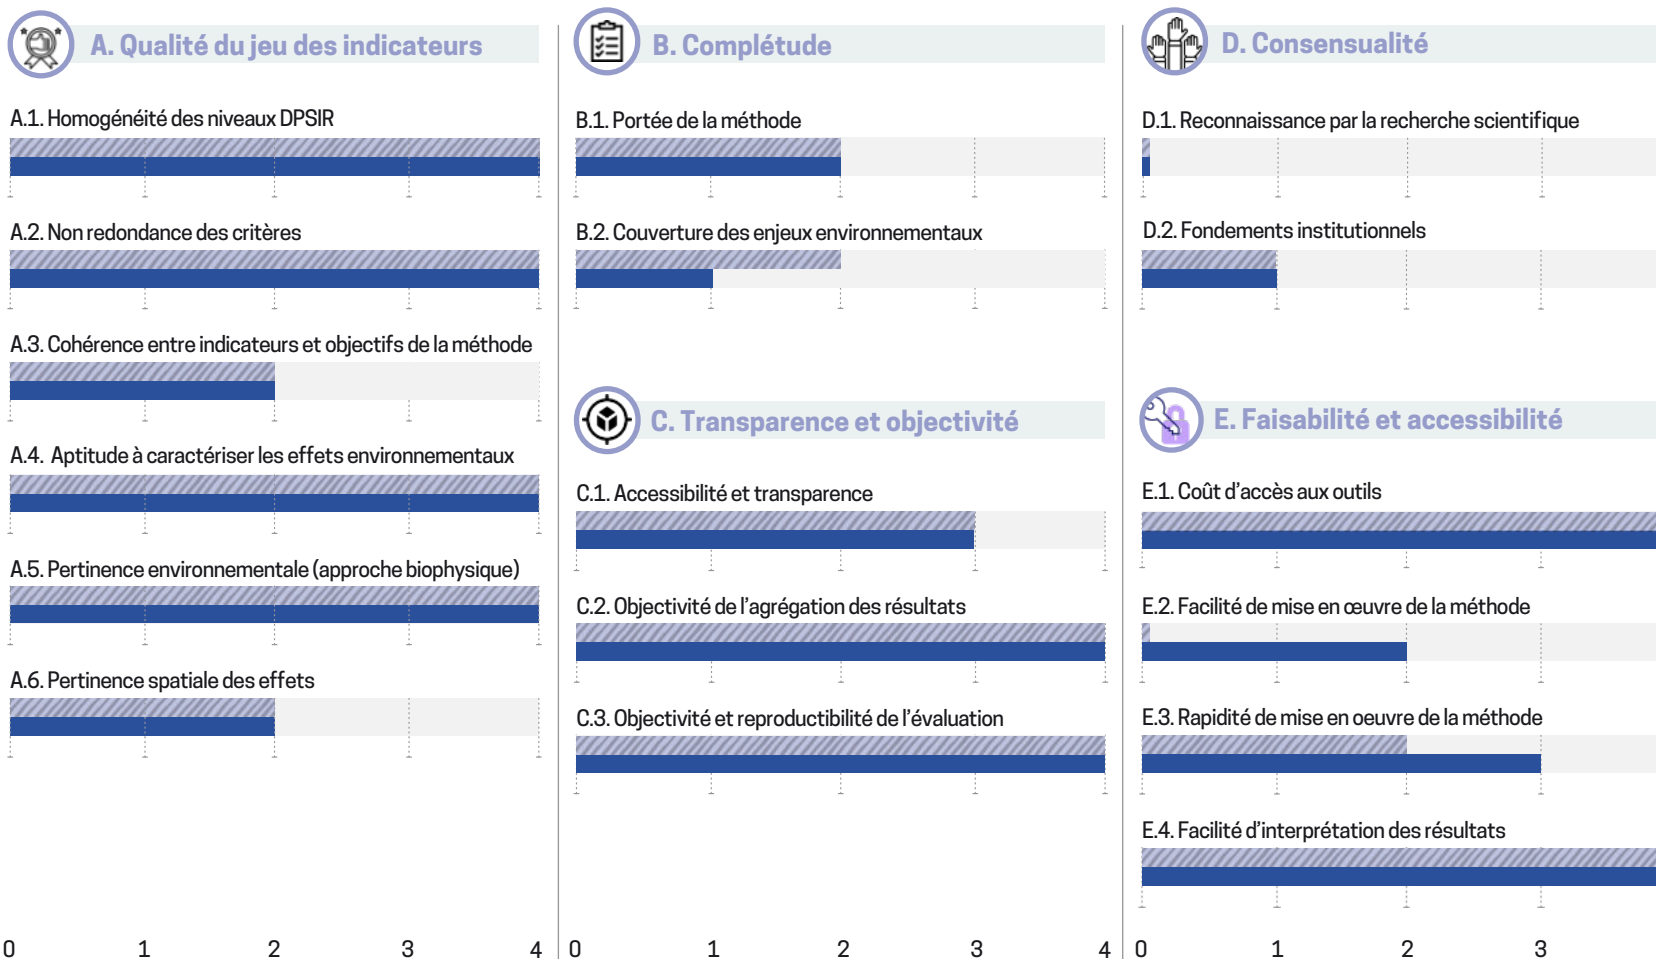 A. Qualité du jeu des indicateurs
A.1. Homogénéité des niveaux DPSIR
A.2. Non redondance des critères
A.3. Cohérence entre indicateurs et objectifs de la méthode
A.4. Aptitude à caractériser les effets environnementaux
A.5. Pertinence environnementale (approche biophysique)
A.6. Pertinence spatiale des effets
0 1 2 3 4
B. Complétude
B.1. Portée de la méthode
B.2. Couverture des enjeux environnementaux
C. Transparence et objectivité
C.1. Accessibilité et transparence
C.2. Objectivité de l'agrégation des résultats
C.3. Objectivité et reproductibilité de l'évaluation
0 1 2 3 4
D. Consensualité
D.1. Reconnaissance par la recherche scientifique
D.2. Fondements institutionnels
E. Faisabilité et accessibilité
E.1. Coût d'accès aux outils
E.2. Facilité de mise en œuvre de la méthode
E.3. Rapidité de mise en oeuvre de la méthode
E.4. Facilité d'interprétation des résultats
0 1 2 3